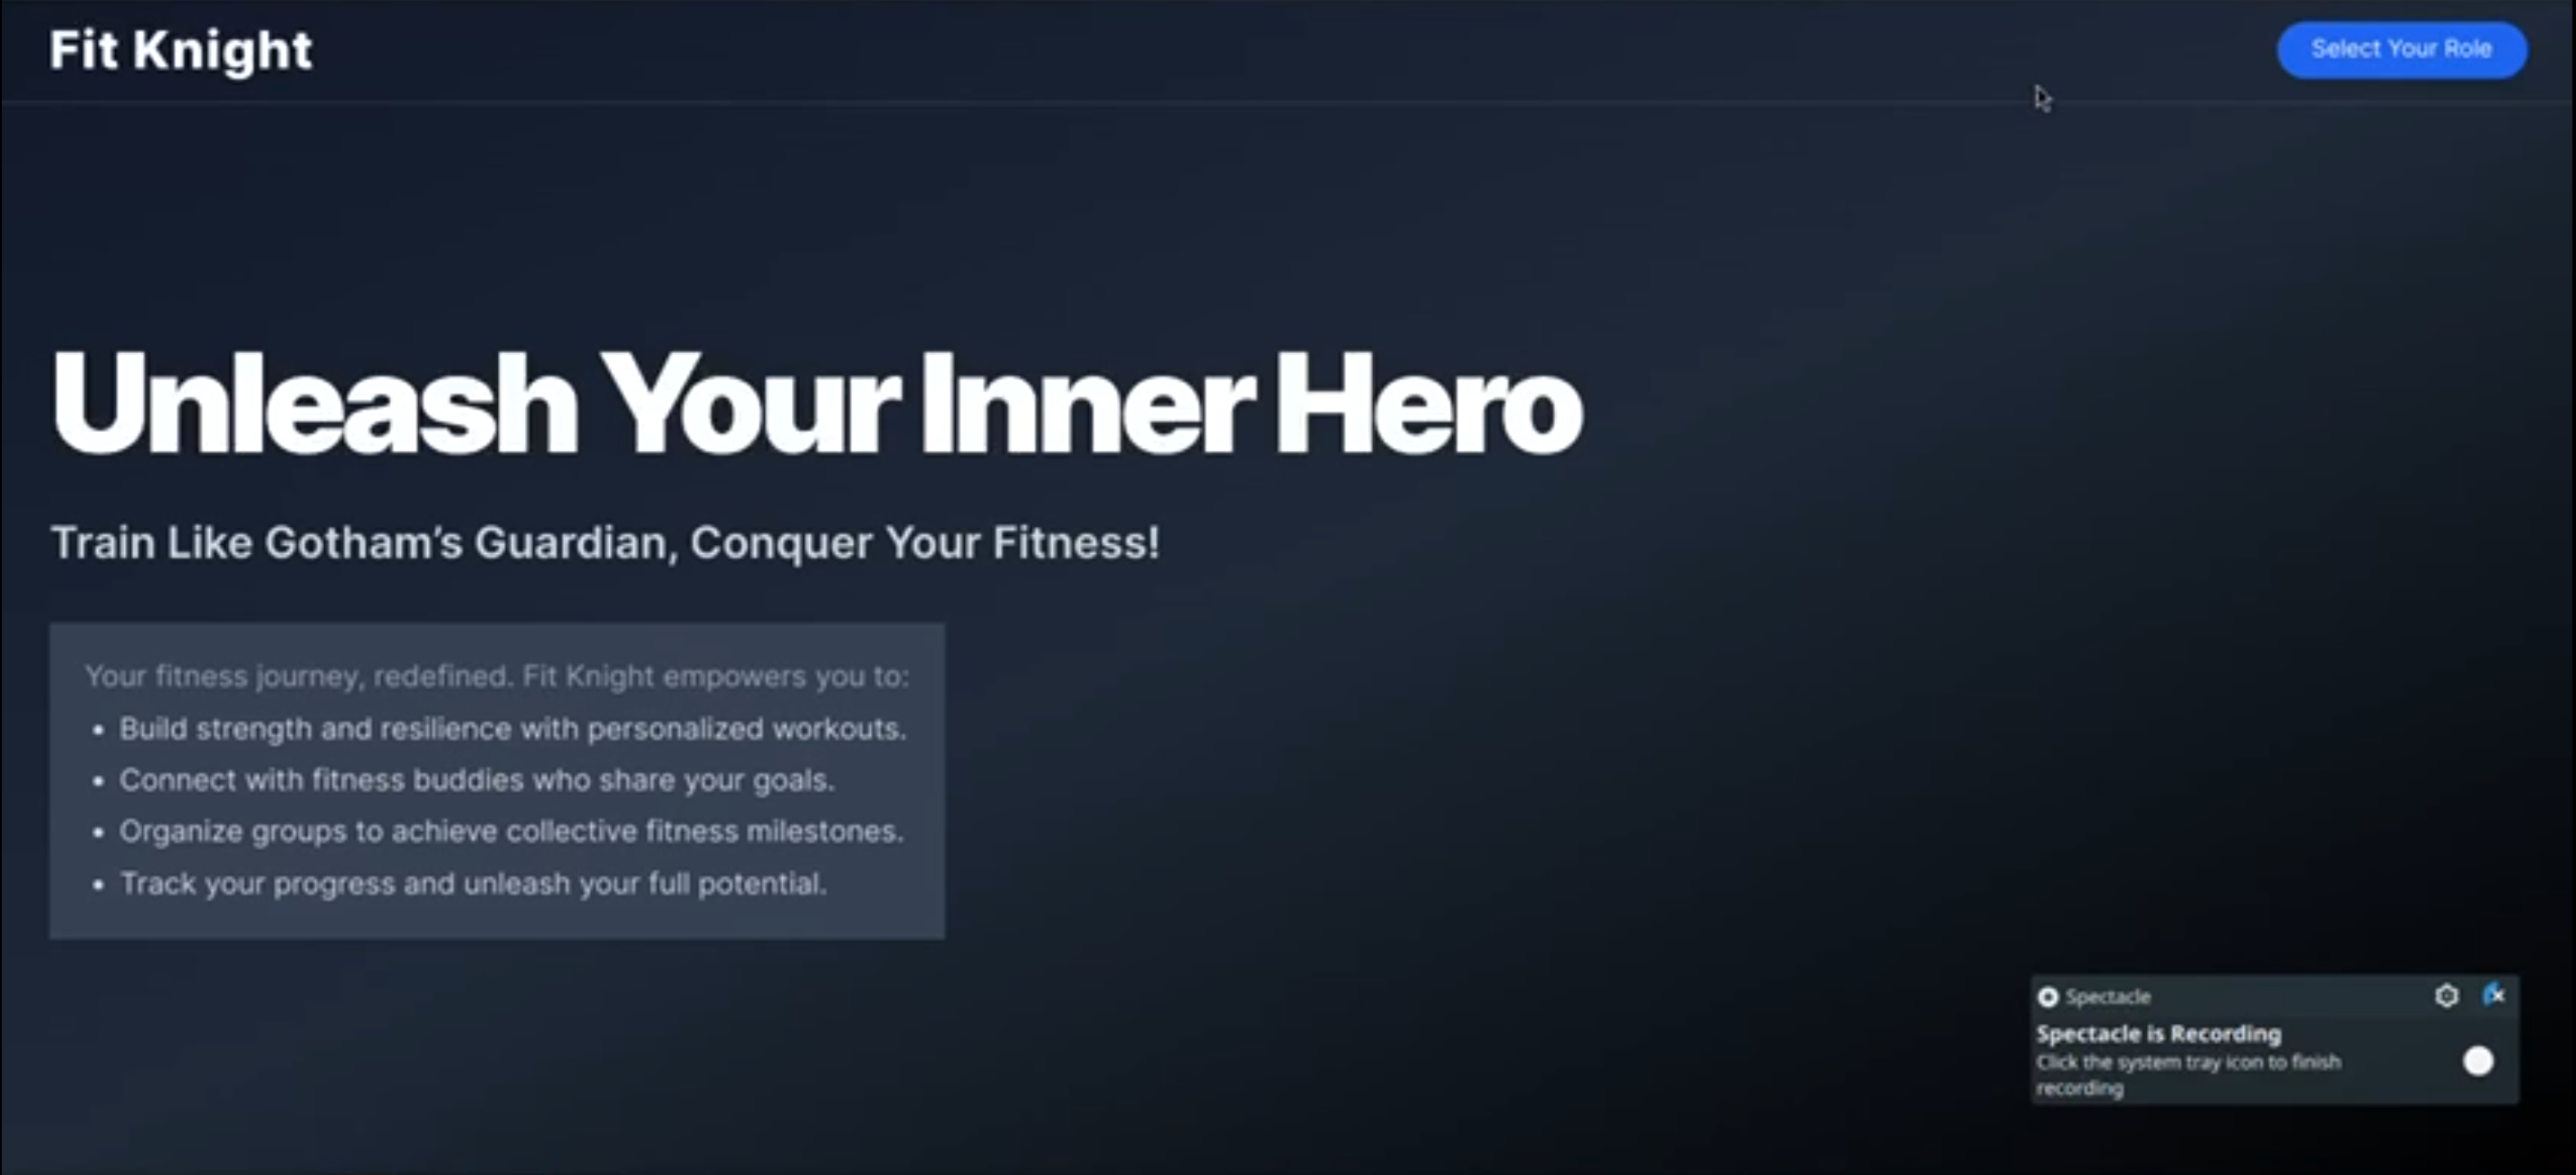 Fit Knight
Select Your Role
Unleash Your Inner Hero
Train Like Gotham’s Guardian, Conquer Your Fitness!
Your fitness journey, redefined. Fit Knight empowers you to:
• Build strength and resilience with personalized workouts.
• Connect with fitness buddies who share your goals.
• Organize groups to achieve collective fitness milestones.
• Track your progress and unleash your full potential.
Spectacle
Spectacle is Recording
Click the system tray icon to finish
recording